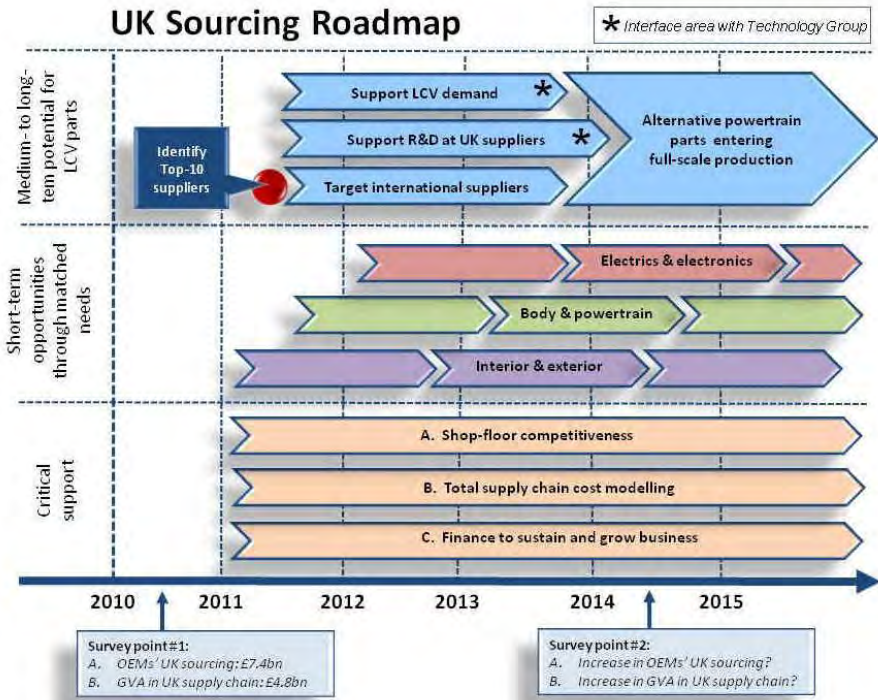 UK Sourcing Roadmap
* Interface area with Technology Group
Medium- to long-
tem potential for
LCV parts
Identify
Top-10
suppliers
Support LCV demand *
Support R&D at UK suppliers *
Target international suppliers
Alternative powertrain
parts entering
full-scale production
Short-term
opportunities
through matched
needs
Electrics & electronics
Body & powertrain
Interior & exterior
Critical
support
A. Shop-floor competitiveness
B. Total supply chain cost modelling
C. Finance to sustain and grow business
2010 2011 2012 2013 2014 2015
Survey point #1:
A. OEMs' UK sourcing: £7.4bn
B. GVA in UK supply chain: £4.8bn
Survey point #2:
A. Increase in OEMs' UK sourcing?
B. Increase in GVA in UK supply chain?